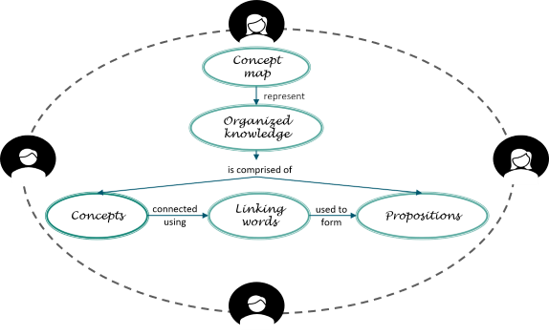 Concept
map
represent
Organized
knowledge
is comprised of
Concepts
connected
using
Linking
words
used to
form
Propositions